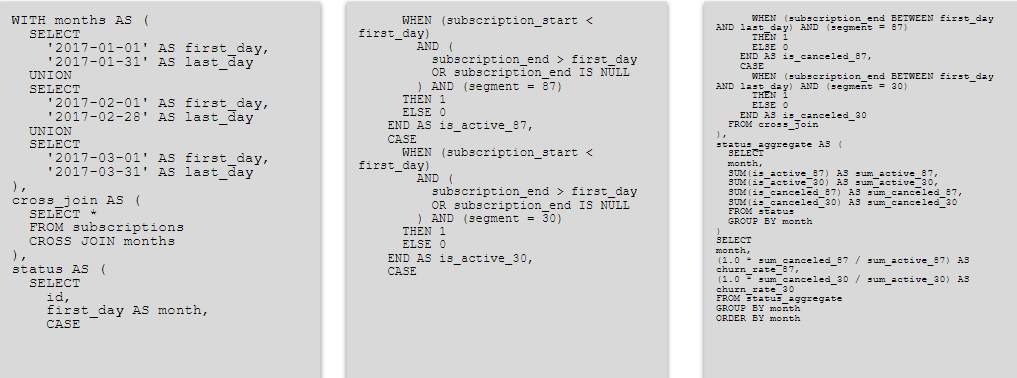 WITH months AS (
SELECT
'2017-01-01' AS first_day,
'2017-01-31' AS last_day
UNION
SELECT
'2017-02-01' AS first_day,
'2017-02-28' AS last_day
UNION
SELECT
'2017-03-01' AS first_day,
'2017-03-31' AS last_day
),
cross_join AS (
SELECT *
FROM subscriptions
CROSS JOIN months
),
status AS (
SELECT
id,
first_day AS month,
CASE
WHEN (subscription_start <
first_day)
AND (
subscription_end > first_day
OR subscription_end IS NULL
) AND (segment = 87)
THEN 1
ELSE 0
END AS is_active_87,
CASE
WHEN (subscription_start <
first_day)
AND (
subscription_end > first_day
OR subscription_end IS NULL
) AND (segment = 30)
THEN 1
ELSE 0
END AS is_active_30,
CASE
WHEN (subscription_end BETWEEN first_day
AND last_day) AND (segment = 87)
THEN 1
ELSE 0
END AS is_canceled_87,
CASE
WHEN (subscription_end BETWEEN first_day
AND last_day) AND (segment = 30)
THEN 1
ELSE 0
END AS is_canceled_30
FROM cross_join
),
status_aggregate AS (
SELECT
month,
SUM(is_active_87) AS sum_active_87,
SUM(is_active_30) AS sum_active_30,
SUM(is_canceled_87) AS sum_canceled_87,
SUM(is_canceled_30) AS sum_canceled_30
FROM status
GROUP BY month
)
SELECT
month,
(1.0 * sum_canceled_87 / sum_active_87) AS
churn_rate_87,
(1.0 * sum_canceled_30 / sum_active_30) AS
churn_rate_30
FROM status_aggregate
GROUP BY month
ORDER BY month